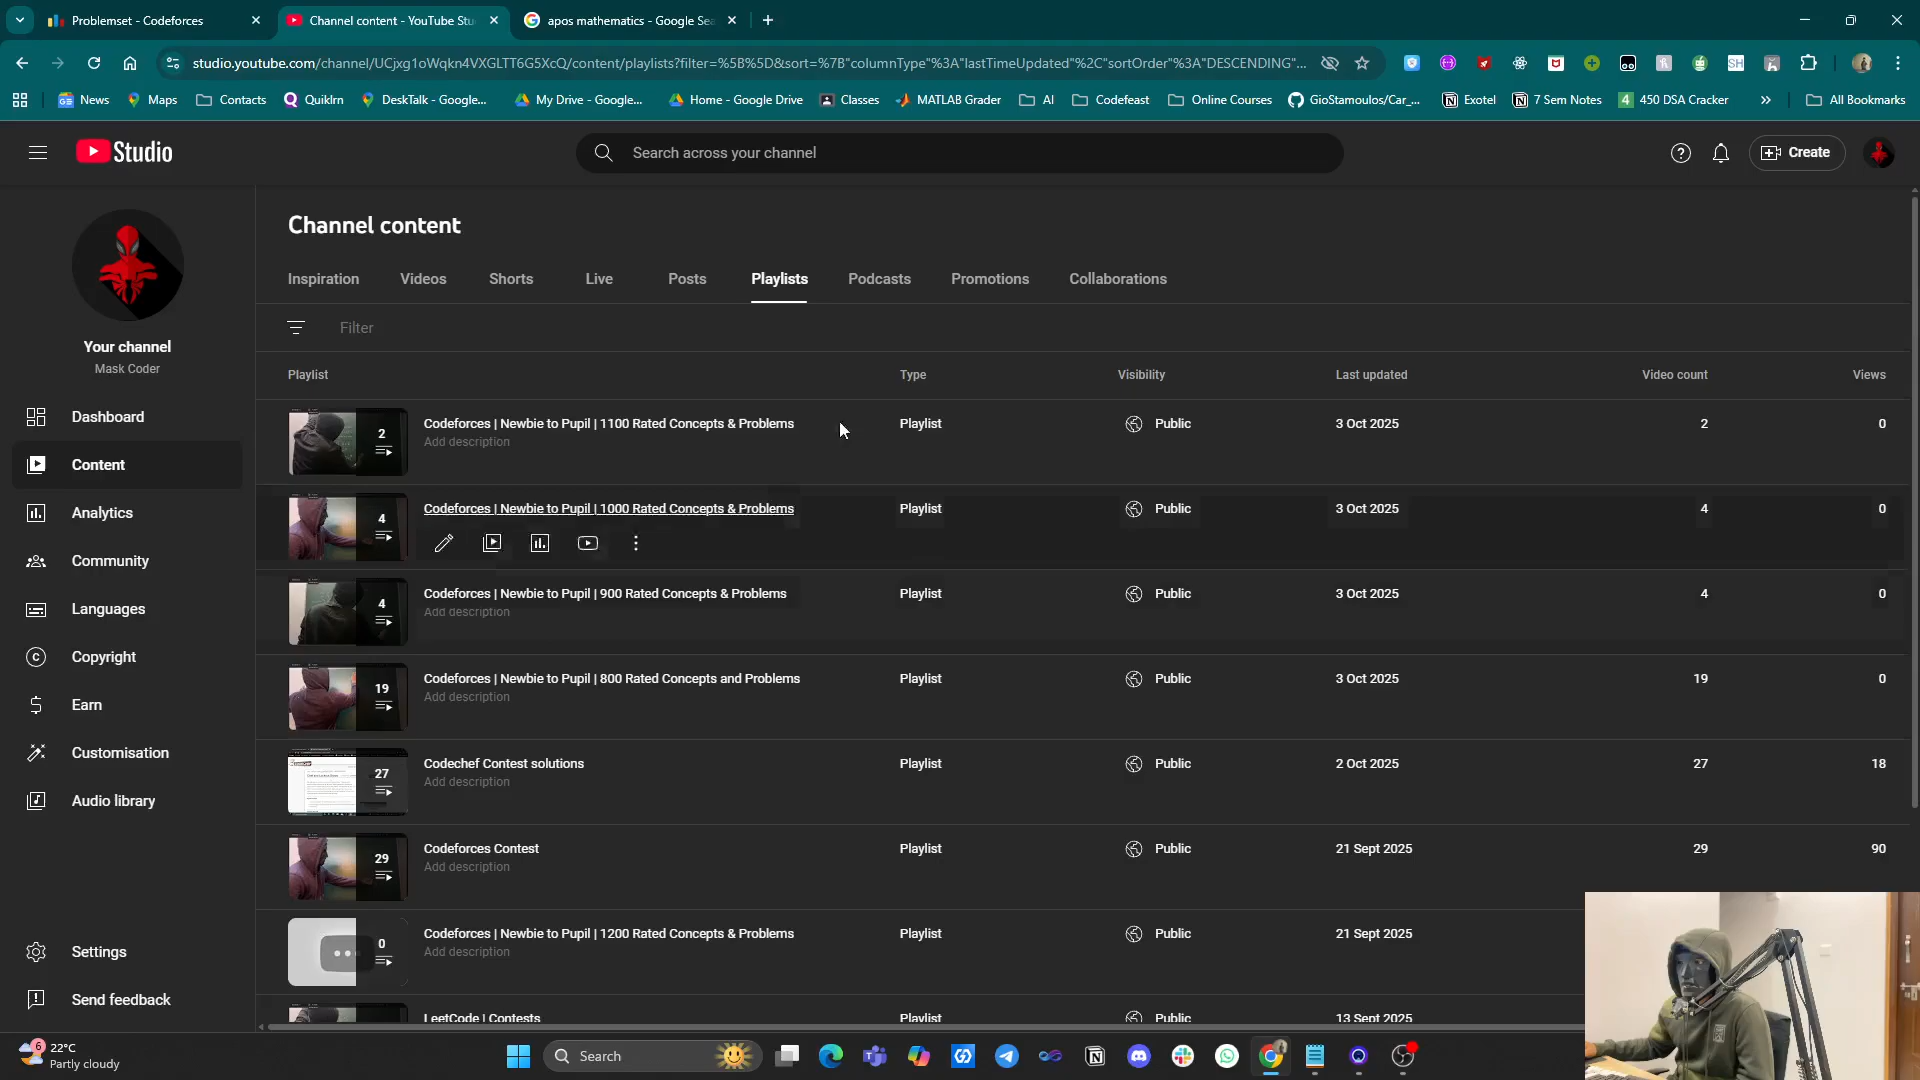 Problemset - Codeforces
Channel content - YouTube Stu
apos mathematics - Google Sea
studio.youtube.com/channel/UCjxg1oWqkn4VXGLTT6G5XcQ/content/playlists?filter=%5B%5D&sort=%7B"columnType"%3A"lastTimeUpdated"%2C"sortOrder"%3A"DESCENDING"...
News
Maps
Contacts
Quiklrn
DeskTalk - Google...
My Drive - Google...
Home - Google Drive
Classes
MATLAB Grader
AI
Codefeast
Online Courses
GioStamoulos/Car_...
Exotel
7 Sem Notes
4 450 DSA Cracker
All Bookmarks
Studio
Search across your channel
Create
Your channel
Mask Coder
Dashboard
Content
Analytics
Community
Languages
Copyright
Earn
Customisation
Audio library
Settings
Send feedback
Channel content
Inspiration Videos Shorts Live Posts Playlists Podcasts Promotions Collaborations
Filter
Playlist Type Visibility Last updated Video count Views
2 Codeforces | Newbie to Pupil | 1100 Rated Concepts & Problems Playlist Public 3 Oct 2025 2 0
Add description
4 Codeforces | Newbie to Pupil | 1000 Rated Concepts & Problems Playlist Public 3 Oct 2025 4 0
4 Codeforces | Newbie to Pupil | 900 Rated Concepts & Problems Playlist Public 3 Oct 2025 4 0
Add description
19 Codeforces | Newbie to Pupil | 800 Rated Concepts and Problems Playlist Public 3 Oct 2025 19 0
Add description
27 Codechef Contest solutions Playlist Public 2 Oct 2025 27 18
Add description
29 Codeforces Contest Playlist Public 21 Sept 2025 29 90
Add description
0 Codeforces | Newbie to Pupil | 1200 Rated Concepts & Problems Playlist Public 21 Sept 2025
Add description
LeetCode | Contests Playlist Public 13 Sept 2025
6
22°C
Partly cloudy
Search